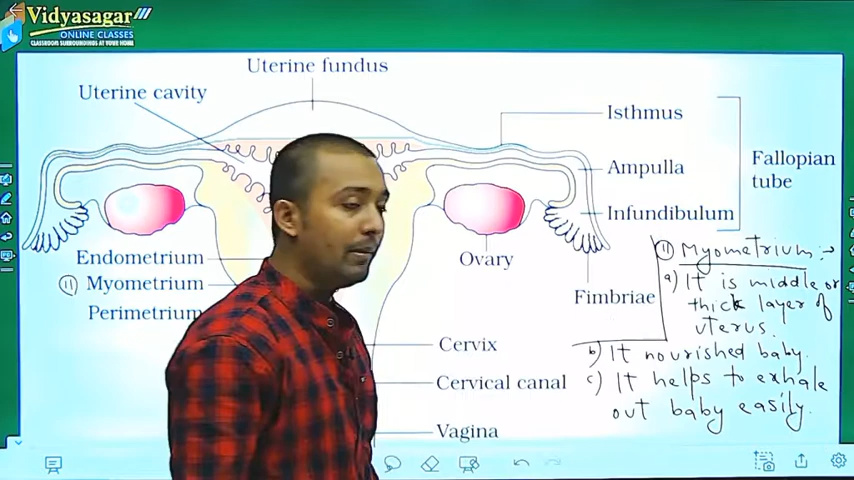 Vidyasagar
ONLINE CLASSES
CLASSROOM SURROUNDINGS AT YOUR HOME
Uterine fundus
Uterine cavity
Isthmus
Ampulla
Fallopian
tube
Infundibulum
Endometrium
(ii) Myometrium
Perimetrium
Ovary
Fimbriae
Cervix
Cervical canal
Vagina
(ii) Myometrium :→
a) It is middle or
thick layer of
uterus.
b) It nourished baby.
c) It helps to exhale
out baby easily.